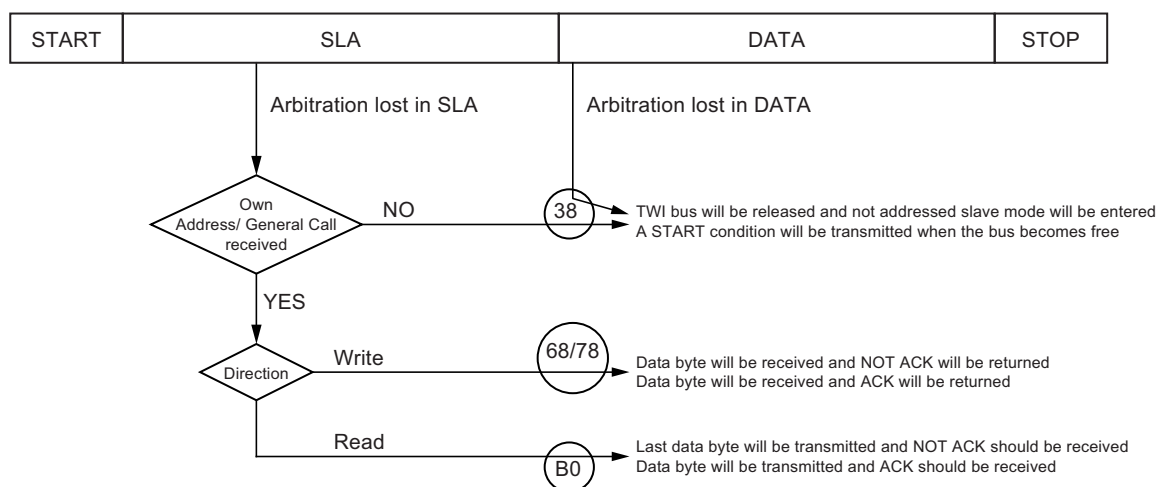 START SLA DATA STOP
Arbitration lost in SLA Arbitration lost in DATA
Own
Address/ General Call
received
NO
38
TWI bus will be released and not addressed slave mode will be entered
A START condition will be transmitted when the bus becomes free
YES
Direction
Write
68/78
Data byte will be received and NOT ACK will be returned
Data byte will be received and ACK will be returned
Read
B0
Last data byte will be transmitted and NOT ACK should be received
Data byte will be transmitted and ACK should be received